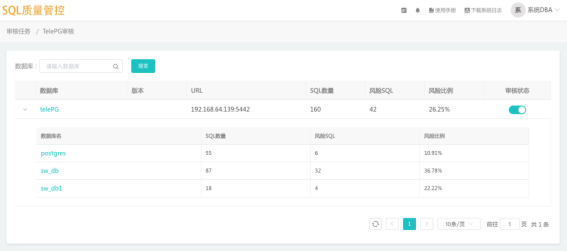 SQL质量管控
使用手册 下载系统日志 系 系统DBA
审核任务 / TelePG审核
数据库: 请输入数据库 搜索
数据库 版本 URL SQL数量 风险SQL 风险比例 审核状态
telePG 192.168.64.139:5442 160 42 26.25%
数据库名 SQL数量 风险SQL 风险比例
postgres 55 6 10.91%
sw_db 87 32 36.78%
sw_db1 18 4 22.22%
1 10条/页 前往 1 页 共 1 条